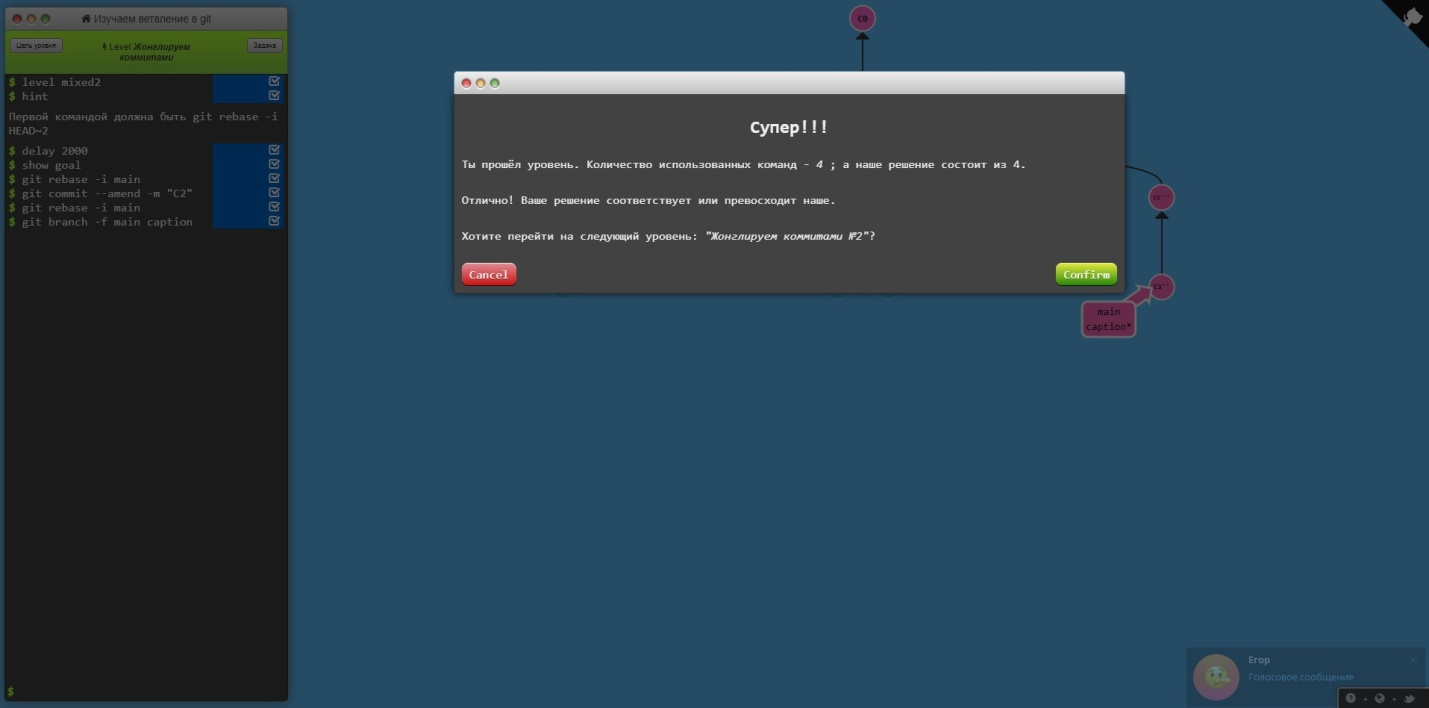 Изучаем ветвление в git
Цель уровня
Level Жонглируем
коммитами
Задача
$ level mixed2
$ hint
Первой командой должна быть git rebase -i
HEAD~2
$ delay 2000
$ show goal
$ git rebase -i main
$ git commit --amend -m "C2"
$ git rebase -i main
$ git branch -f main caption
$
C0
Супер!!!
Ты прошёл уровень. Количество использованных команд - 4 ; а наше решение состоит из 4.
Отлично! Ваше решение соответствует или превосходит наше.
Хотите перейти на следующий уровень: "Жонглируем коммитами №2"?
Cancel
Confirm
C3''
main
caption*
Егор
Голосовое сообщение